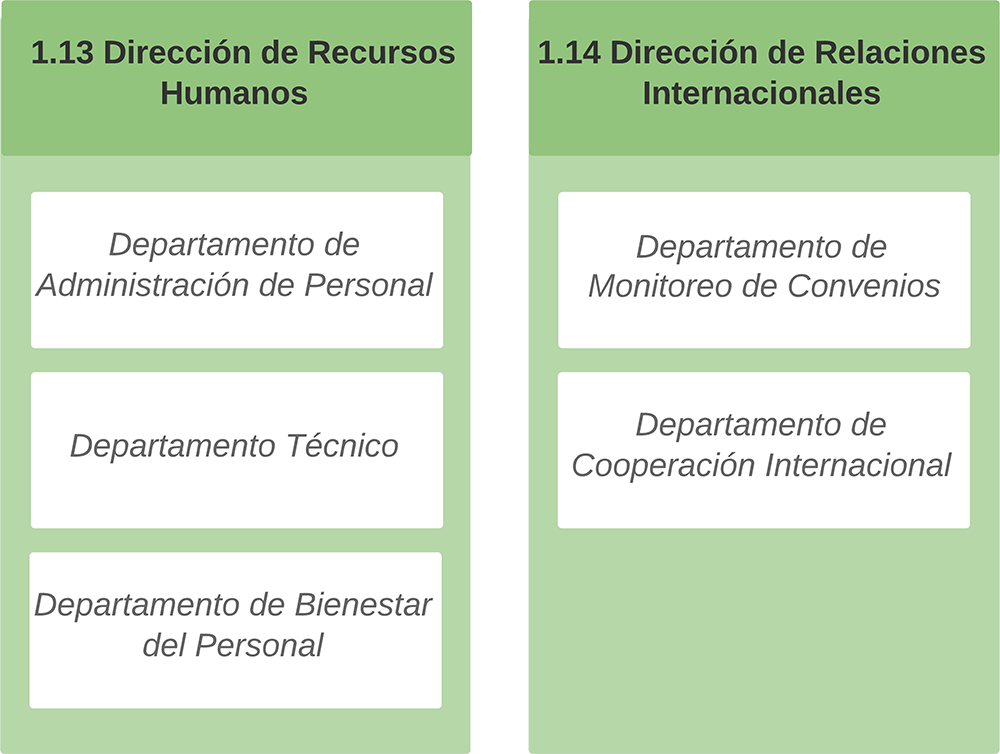 1.13 Dirección de Recursos
Humanos
Departamento de
Administración de Personal
Departamento Técnico
Departamento de Bienestar
del Personal
1.14 Dirección de Relaciones
Internacionales
Departamento de
Monitoreo de Convenios
Departamento de
Cooperación Internacional